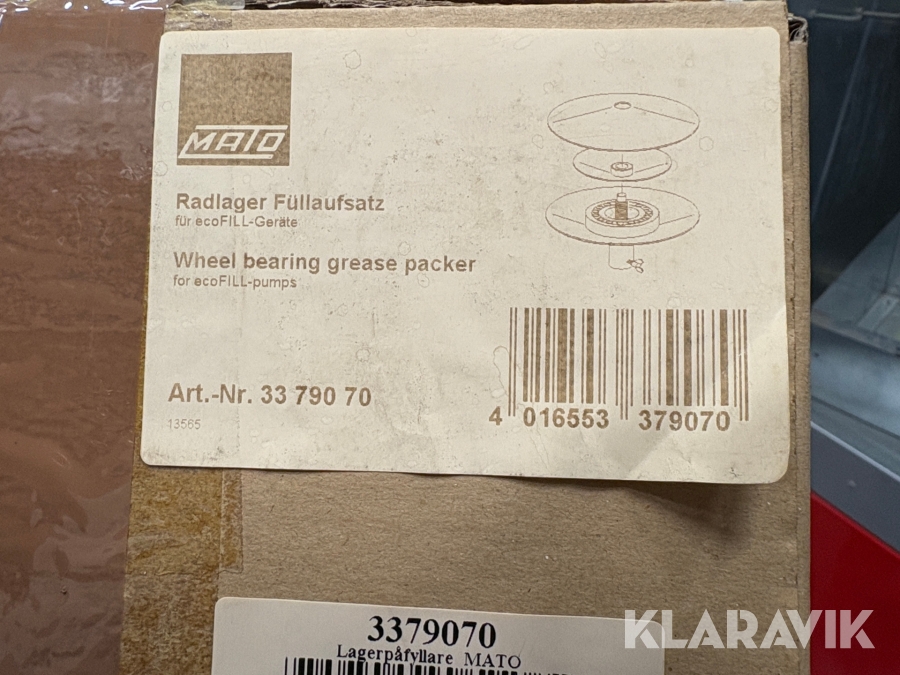 MATO
Radlager Füllaufsatz
für ecoFILL-Geräte
Wheel bearing grease packer
for ecoFILL-pumps
Art.-Nr. 33 790 70
13565
4 016553 379070
3379070
Lagerpåfyllare MATO
KLARAVIK